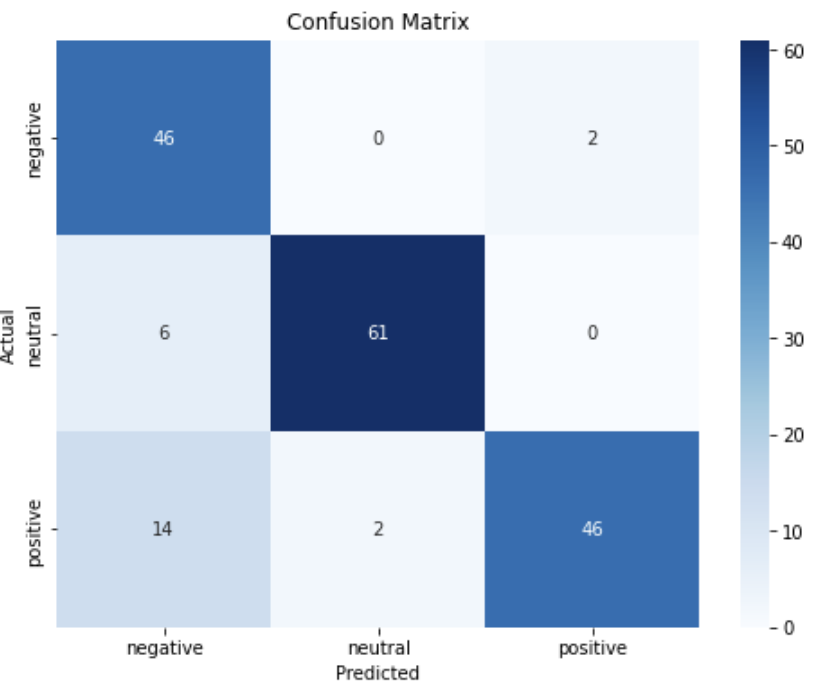 Confusion Matrix
negative
46
0
2
Actual
neutral
6
61
0
positive
14
2
46
negative
neutral
positive
Predicted
60
50
40
30
20
10
0